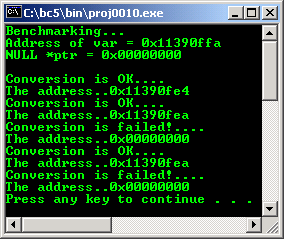 C:\bc5\bin\proj0010.exe
Benchmarking...
Address of var = 0x11390ffa
NULL *ptr = 0x00000000
Conversion is OK....
The address..0x11390fe4
Conversion is OK....
The address..0x11390fea
Conversion is failed!....
The address..0x00000000
Conversion is OK....
The address..0x11390fea
Conversion is failed!....
The address..0x00000000
Press any key to continue . . .